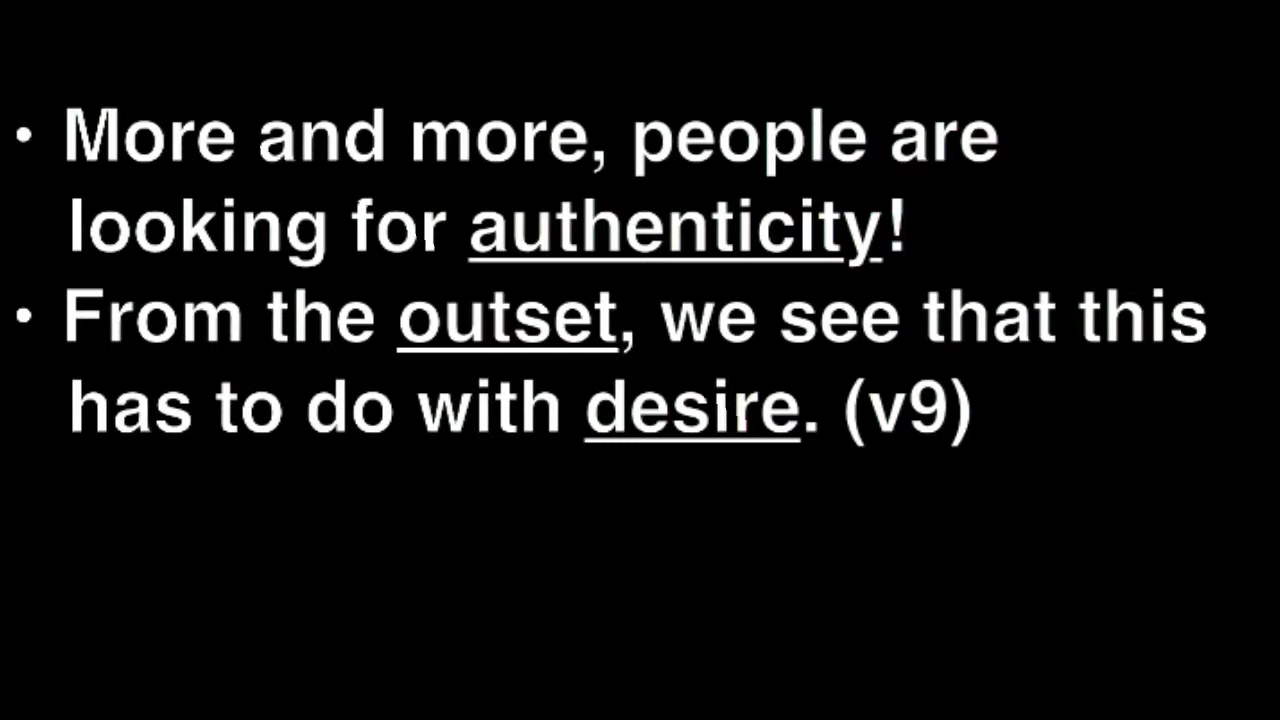 • More and more, people are
looking for authenticity!
• From the outset, we see that this
has to do with desire. (v9)